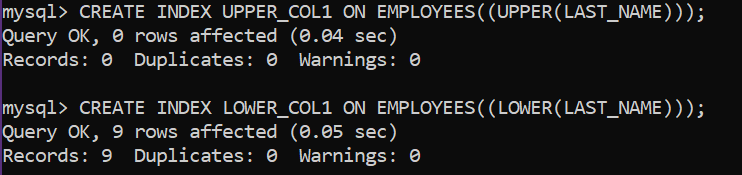 mysql> CREATE INDEX UPPER_COL1 ON EMPLOYEES((UPPER(LAST_NAME)));
Query OK, 0 rows affected (0.04 sec)
Records: 0  Duplicates: 0  Warnings: 0

mysql> CREATE INDEX LOWER_COL1 ON EMPLOYEES((LOWER(LAST_NAME)));
Query OK, 9 rows affected (0.05 sec)
Records: 9  Duplicates: 0  Warnings: 0